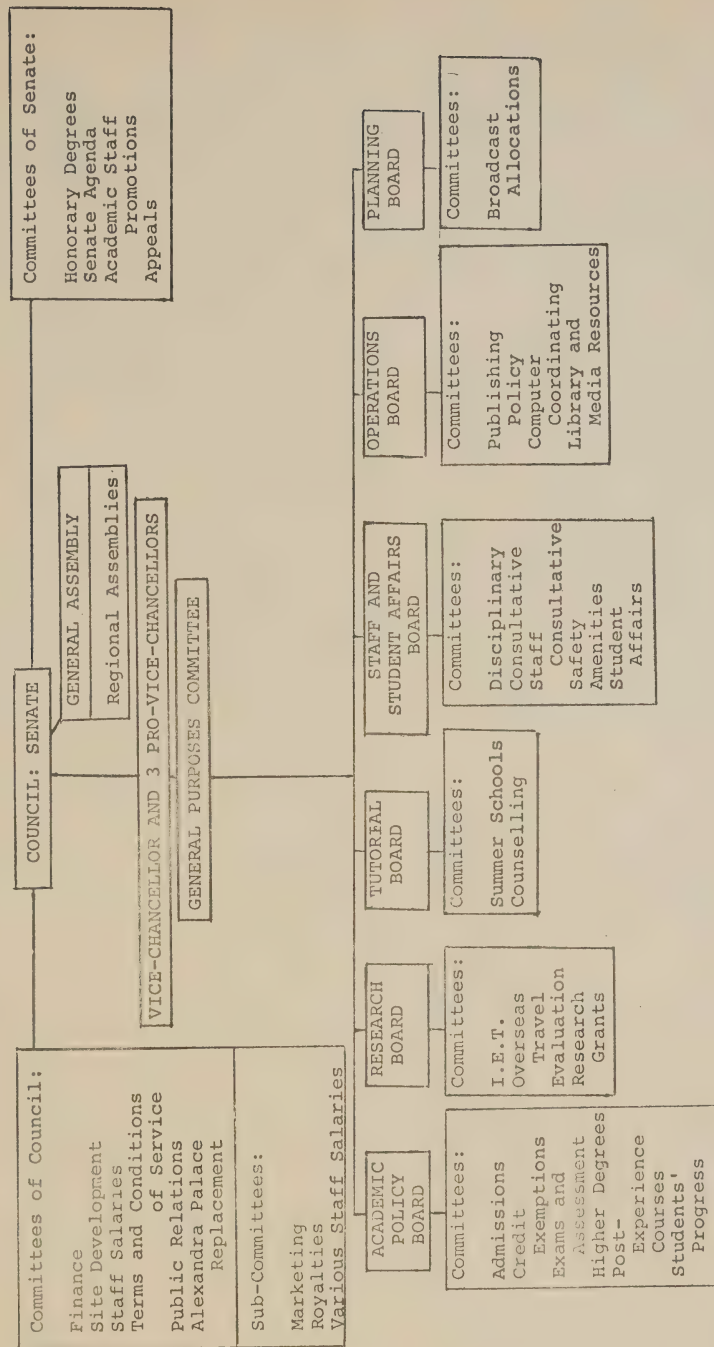 Committees of Council:
Finance
Site Development
Staff Salaries
Terms and Conditions
of Service
Public Relations
Alexandra Palace
Replacement
Sub-Committees:
Marketing
Royalties
Various Staff Salaries
COUNCIL: SENATE
GENERAL ASSEMBLY
Regional Assemblies
VICE-CHANCELLOR AND 3 PRO-VICE-CHANCELLORS
GENERAL PURPOSES COMMITTEE
Committees of Senate:
Honorary Degrees
Senate Agenda
Academic Staff
Promotions
Appeals
ACADEMIC
POLICY
BOARD
Committees:
Admissions
Credit
Exemptions
Exams and
Assessment
Higher Degrees
Post-
Experience
Courses
Students'
Progress
RESEARCH
BOARD
Committees:
I.E.T.
Overseas
Travel
Evaluation
Research
Grants
TUTORIAL
BOARD
Committees:
Summer Schools
Counselling
STAFF AND
STUDENT AFFAIRS
BOARD
Committees:
Disciplinary
Consultative
Staff
Consultative
Safety
Amenities
Student
Affairs
OPERATIONS
BOARD
Committees:
Publishing
Policy
Computer
Coordinating
Library and
Media Resources
PLANNING
BOARD
Committees:
Broadcast
Allocations